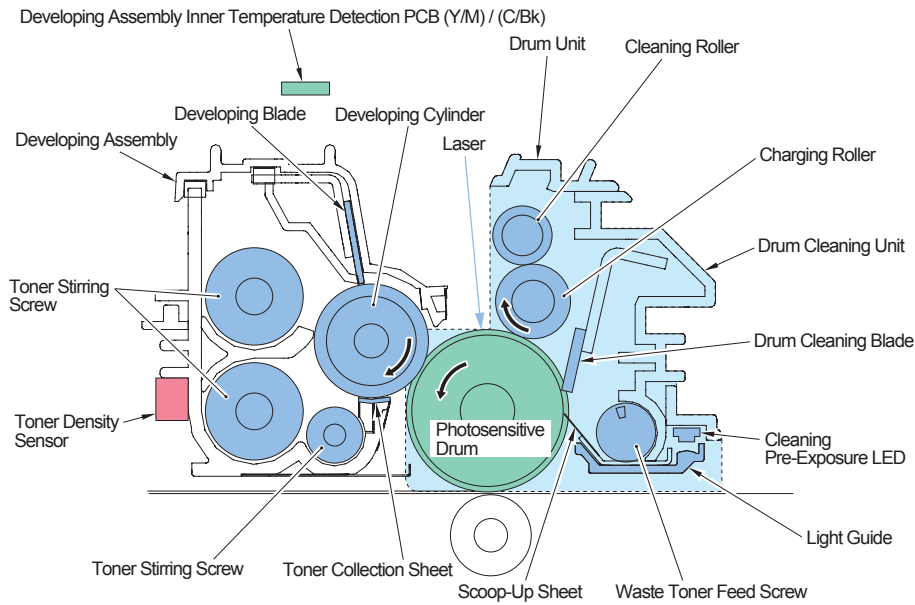 Developing Assembly Inner Temperature Detection PCB (Y/M) / (C/Bk)
Drum Unit
Cleaning Roller
Developing Blade
Developing Cylinder
Developing Assembly
Laser
Charging Roller
Drum Cleaning Unit
Toner Stirring
Screw
Drum Cleaning Blade
Toner Density
Sensor
Photosensitive
Drum
Cleaning
Pre-Exposure LED
Light Guide
Toner Stirring Screw
Toner Collection Sheet
Scoop-Up Sheet
Waste Toner Feed Screw